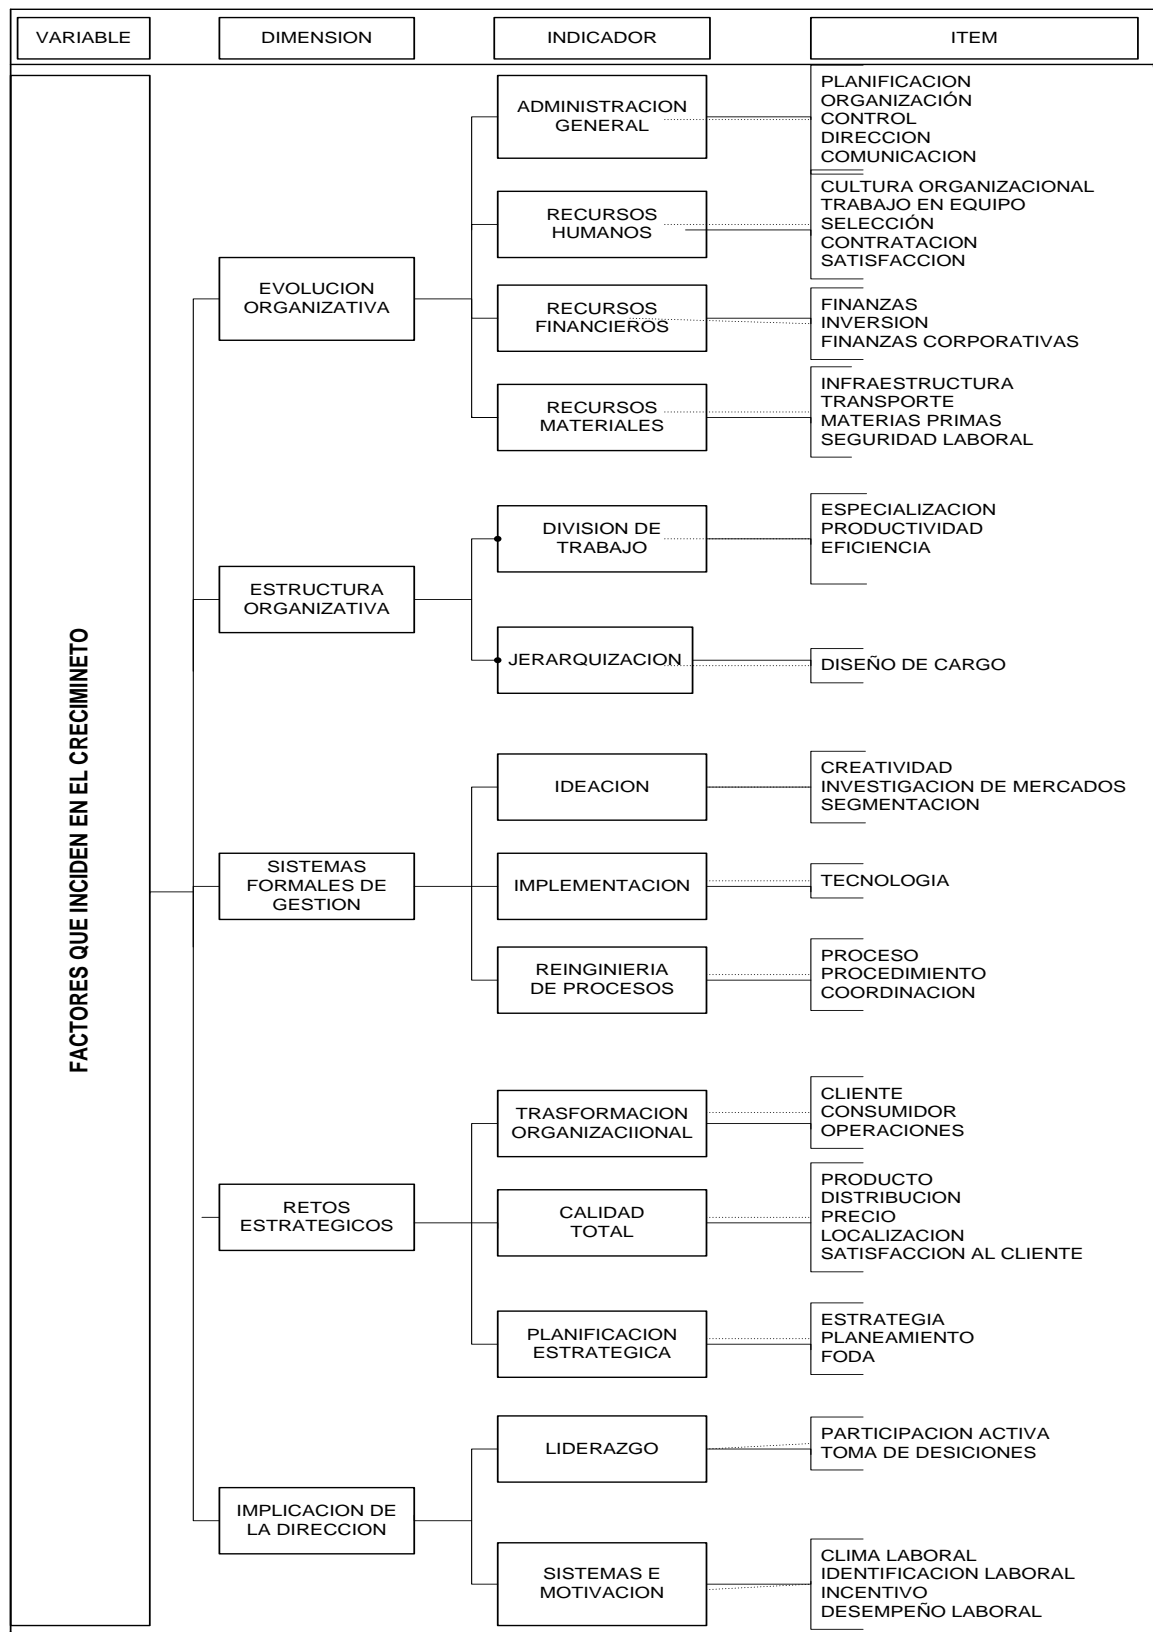 VARIABLE
DIMENSION
INDICADOR
ITEM
FACTORES QUE INCIDEN EN EL CRECIMINETO
EVOLUCION
ORGANIZATIVA
ADMINISTRACION
GENERAL
PLANIFICACION
ORGANIZACIÓN
CONTROL
DIRECCION
COMUNICACION
RECURSOS
HUMANOS
CULTURA ORGANIZACIONAL
TRABAJO EN EQUIPO
SELECCIÓN
CONTRATACION
SATISFACCION
RECURSOS
FINANCIEROS
FINANZAS
INVERSION
FINANZAS CORPORATIVAS
RECURSOS
MATERIALES
INFRAESTRUCTURA
TRANSPORTE
MATERIAS PRIMAS
SEGURIDAD LABORAL
ESTRUCTURA
ORGANIZATIVA
DIVISION DE
TRABAJO
ESPECIALIZACION
PRODUCTIVIDAD
EFICIENCIA
JERARQUIZACION
DISEÑO DE CARGO
SISTEMAS
FORMALES DE
GESTION
IDEACION
CREATIVIDAD
INVESTIGACION DE MERCADOS
SEGMENTACION
IMPLEMENTACION
TECNOLOGIA
REINGINIERIA
DE PROCESOS
PROCESO
PROCEDIMIENTO
COORDINACION
RETOS
ESTRATEGICOS
TRASFORMACION
ORGANIZACIIONAL
CLIENTE
CONSUMIDOR
OPERACIONES
CALIDAD
TOTAL
PRODUCTO
DISTRIBUCION
PRECIO
LOCALIZACION
SATISFACCION AL CLIENTE
PLANIFICACION
ESTRATEGICA
ESTRATEGIA
PLANEAMIENTO
FODA
IMPLICACION DE
LA DIRECCION
LIDERAZGO
PARTICIPACION ACTIVA
TOMA DE DESICIONES
SISTEMAS E
MOTIVACION
CLIMA LABORAL
IDENTIFICACION LABORAL
INCENTIVO
DESEMPEÑO LABORAL